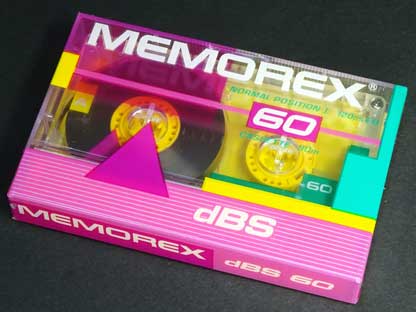 MEMOREX®
NORMAL POSITION I
60
60
dBS
MEMOREX dBS 60